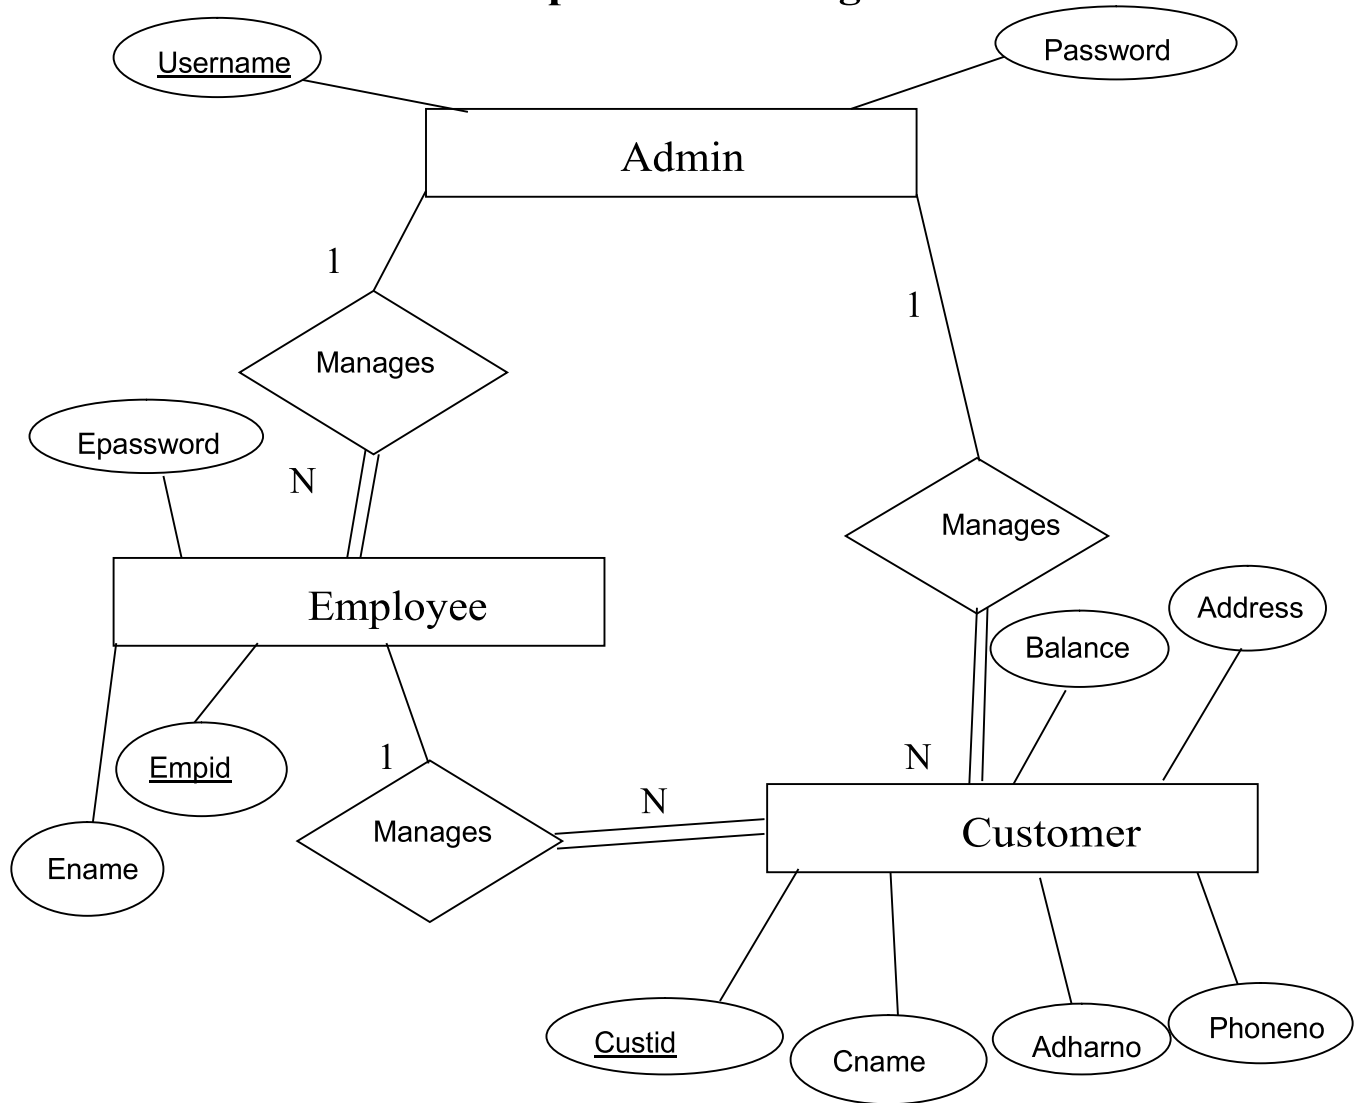 Username
Password
Admin
1
1
Manages
Epassword
N
Manages
Employee
Address
Balance
Empid
1
N
N
Manages
Customer
Ename
Custid
Cname
Adharno
Phoneno